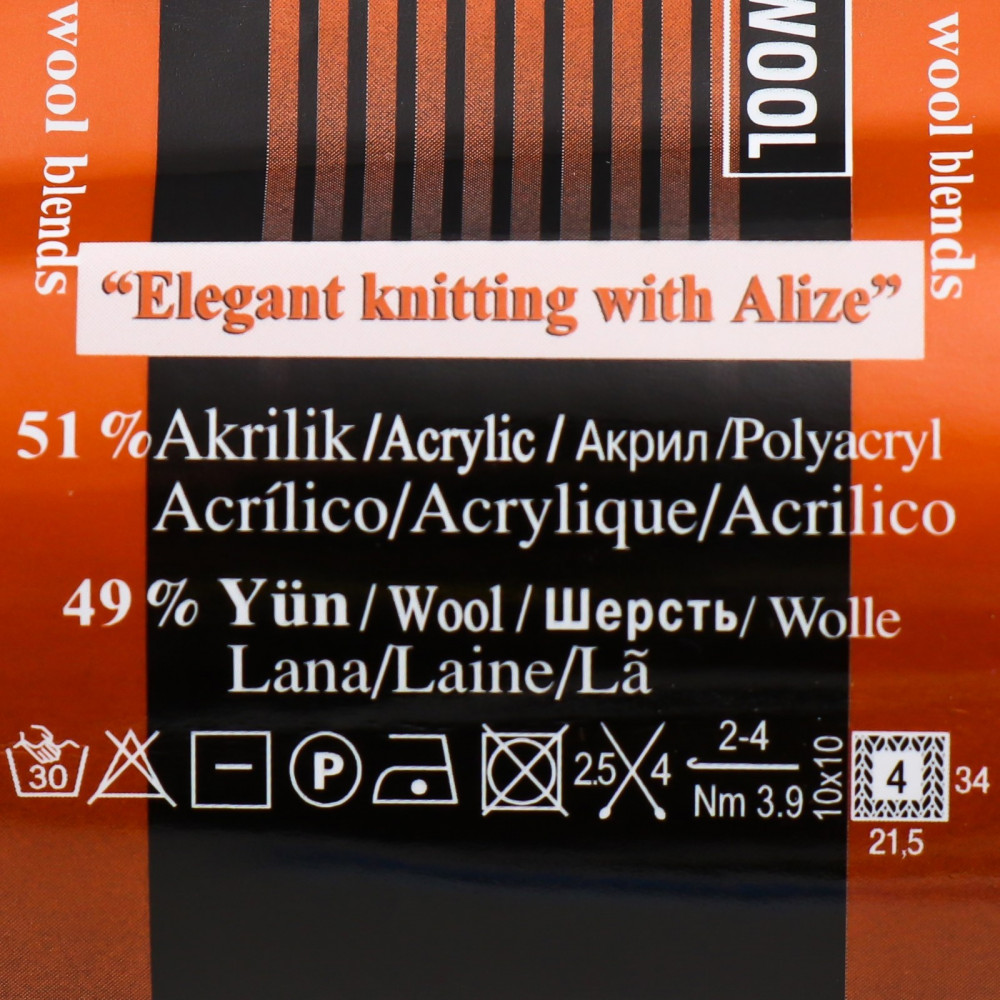 wool blends
WOOL
wool blends
“Elegant knitting with Alize”
51 % Akrilik / Acrylic / Акрил / Polyacryl
Acrílico/Acrylique/Acrilico
49 % Yün / Wool / Шерсть / Wolle
Lana/Laine/Lã
30
P
2.5
4
2-4
Nm 3.9
10x10
4
34
21,5